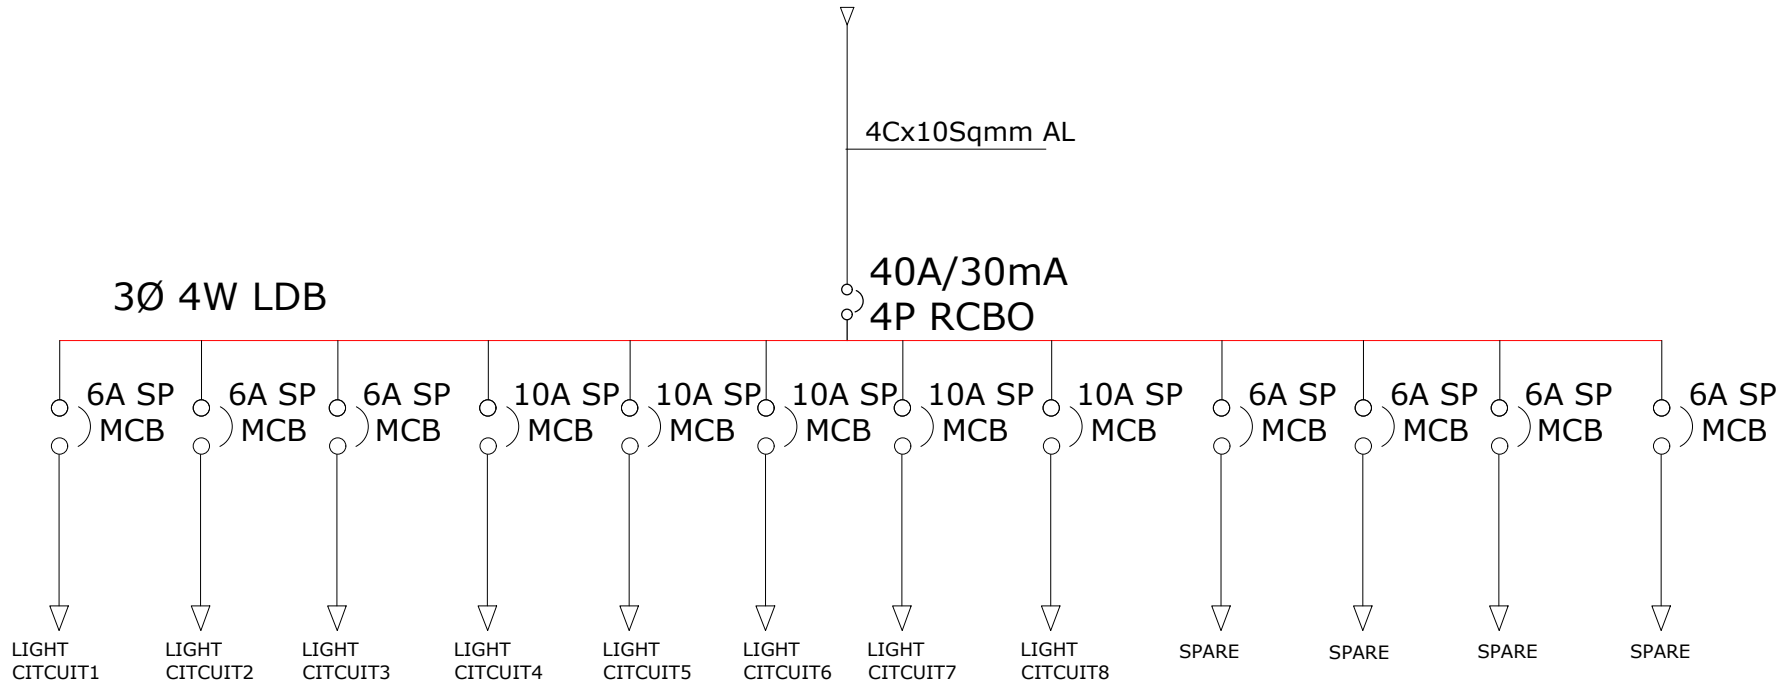 4Cx10Sqmm AL
40A/30mA
4P RCBO
3Ø 4W LDB
6A SP
MCB
6A SP
MCB
6A SP
MCB
10A SP
MCB
10A SP
MCB
10A SP
MCB
10A SP
MCB
10A SP
MCB
6A SP
MCB
6A SP
MCB
6A SP
MCB
6A SP
MCB
LIGHT
CITCUIT1
LIGHT
CITCUIT2
LIGHT
CITCUIT3
LIGHT
CITCUIT4
LIGHT
CITCUIT5
LIGHT
CITCUIT6
LIGHT
CITCUIT7
LIGHT
CITCUIT8
SPARE
SPARE
SPARE
SPARE